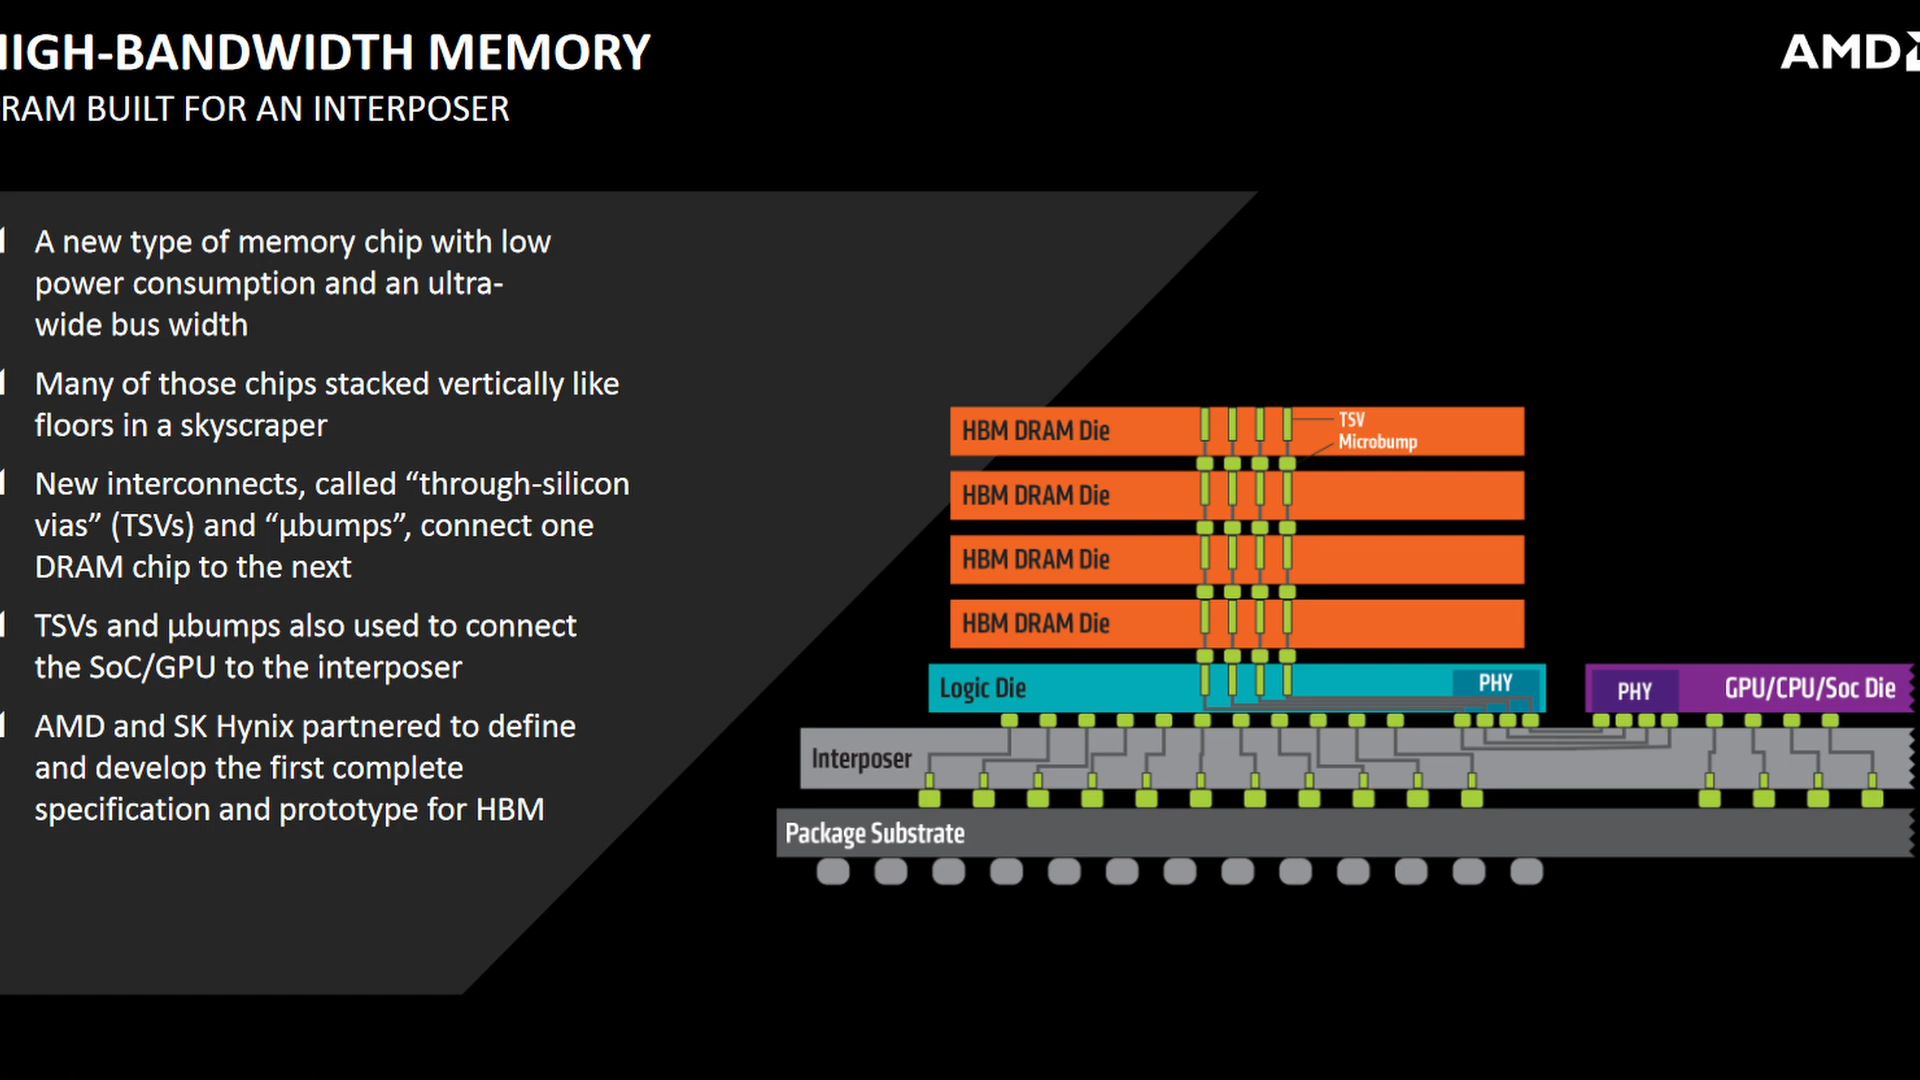 HIGH-BANDWIDTH MEMORY
RAM BUILT FOR AN INTERPOSER
AMD
A new type of memory chip with low
power consumption and an ultra-
wide bus width
Many of those chips stacked vertically like
floors in a skyscraper
New interconnects, called “through-silicon
vias” (TSVs) and “µbumps”, connect one
DRAM chip to the next
TSVs and µbumps also used to connect
the SoC/GPU to the interposer
AMD and SK Hynix partnered to define
and develop the first complete
specification and prototype for HBM
HBM DRAM Die
TSV
Microbump
HBM DRAM Die
HBM DRAM Die
HBM DRAM Die
Logic Die
PHY
PHY
GPU/CPU/Soc Die
Interposer
Package Substrate